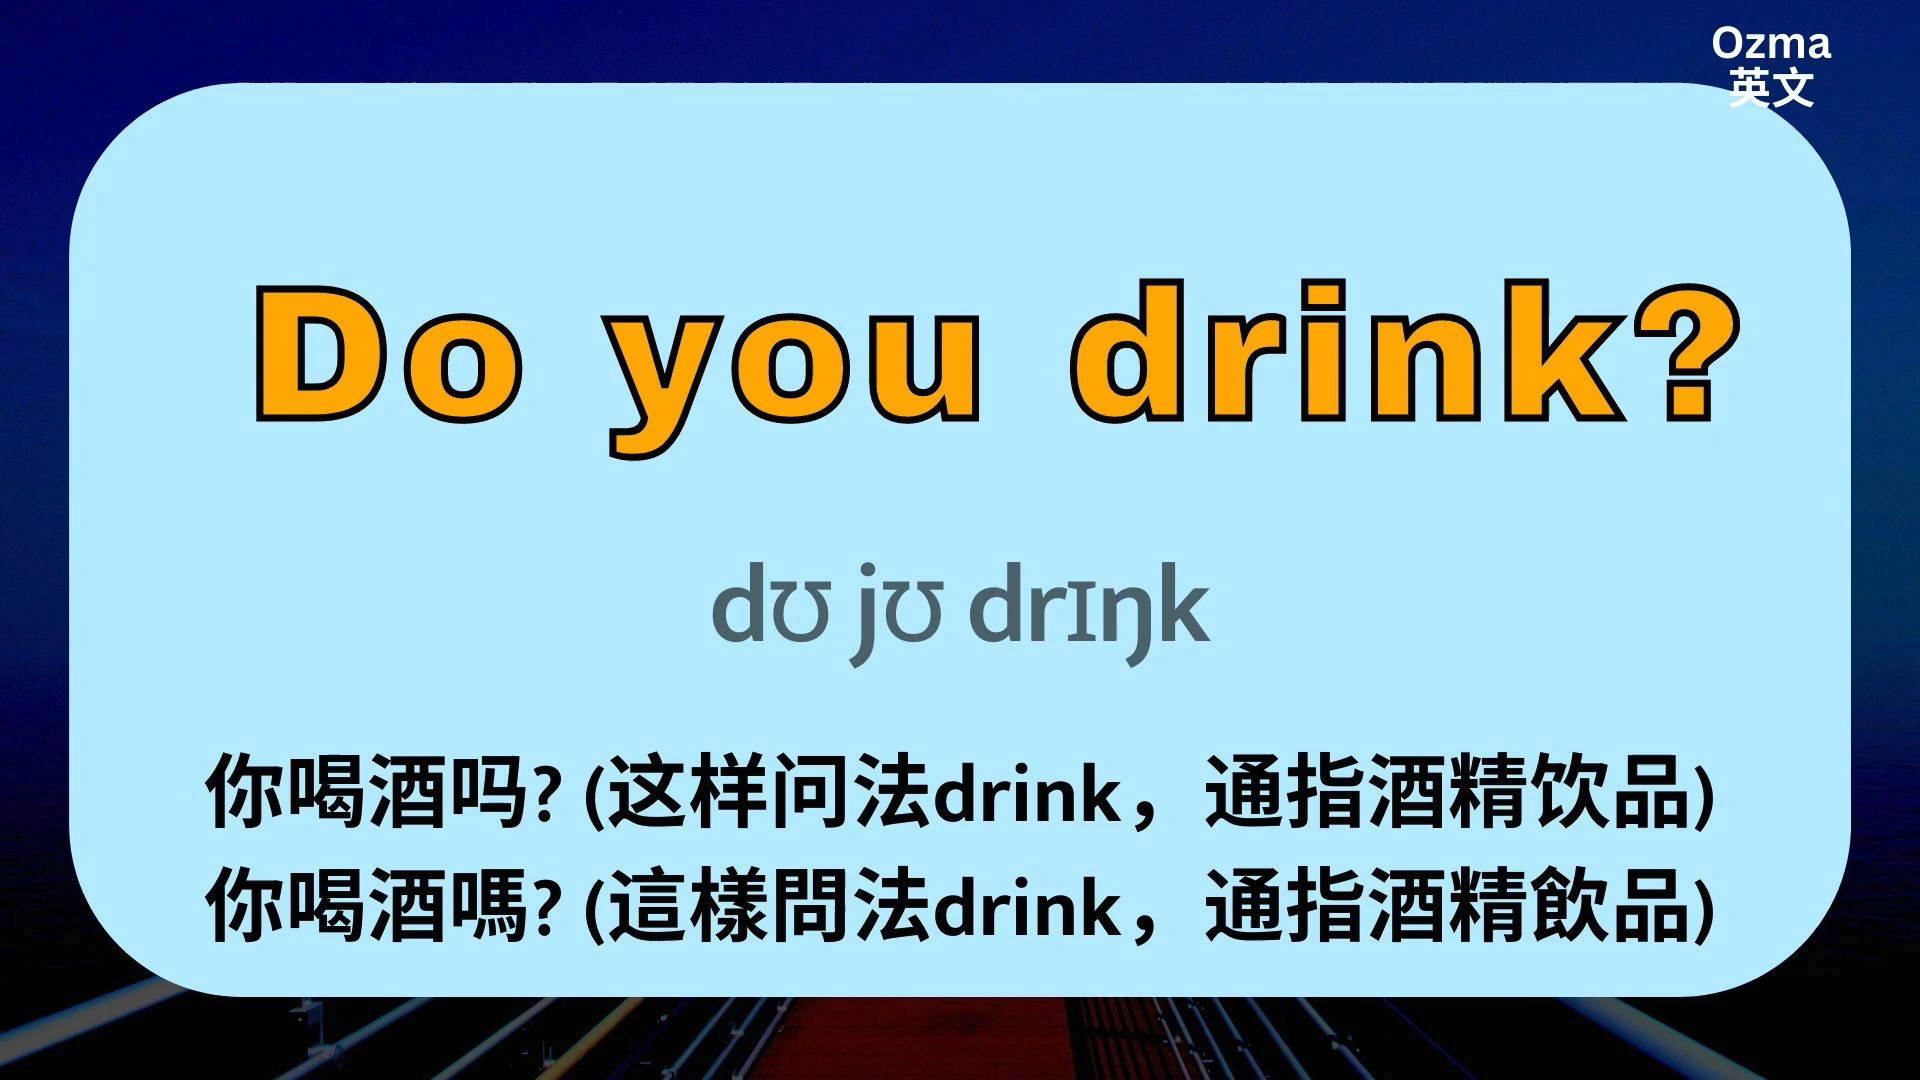 Ozma
英文
Do you drink?
dʊ jʊ drɪŋk
你喝酒吗? (这样问法drink，通指酒精饮品)
你喝酒嗎? (這樣問法drink，通指酒精飲品)